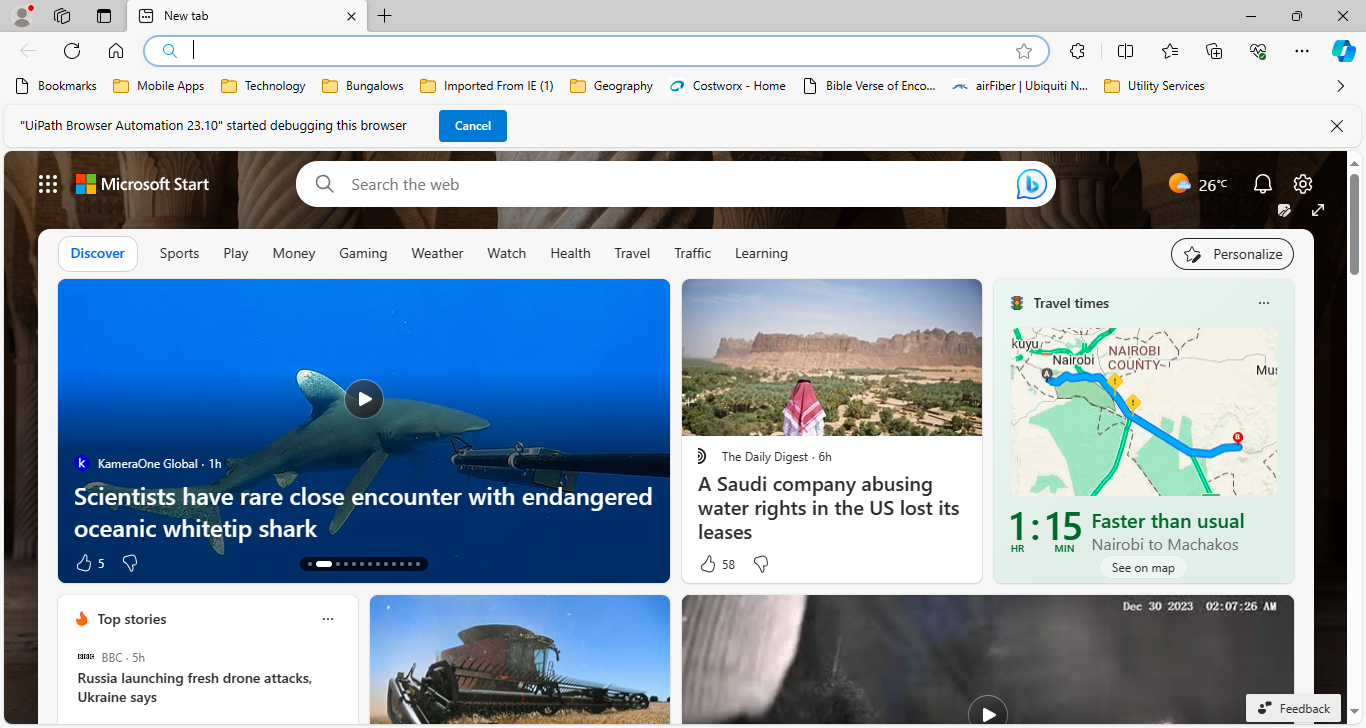 New tab
Bookmarks
Mobile Apps
Technology
Bungalows
Imported From IE (1)
Geography
Costworx - Home
Bible Verse of Enco...
airFiber | Ubiquiti N...
Utility Services
"UiPath Browser Automation 23.10" started debugging this browser
Cancel
Microsoft Start
Search the web
26°C
Discover
Sports
Play
Money
Gaming
Weather
Watch
Health
Travel
Traffic
Learning
Personalize
KameraOne Global · 1h
Scientists have rare close encounter with endangered
oceanic whitetip shark
5
The Daily Digest · 6h
A Saudi company abusing
water rights in the US lost its
leases
58
Travel times
kuyu
Nairobi
NAIROBI
COUNTY
Mu
A
B
1:15
HR
MIN
Faster than usual
Nairobi to Machakos
See on map
Top stories
BBC
BBC · 5h
Russia launching fresh drone attacks,
Ukraine says
Dec 30 2023 02:07:26 AM
Feedback